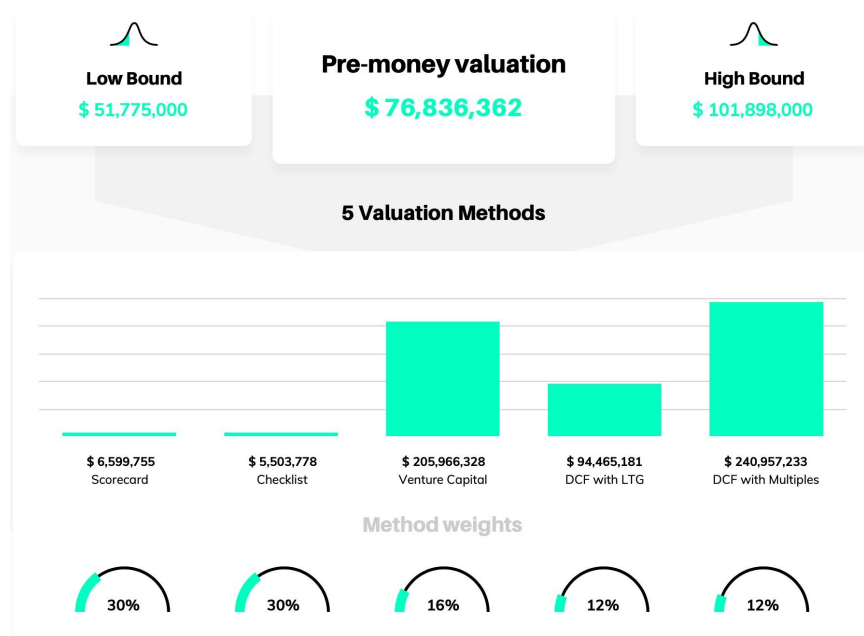 Low Bound
$ 51,775,000
Pre-money valuation
$ 76,836,362
High Bound
$ 101,898,000
5 Valuation Methods
$ 6,599,755
Scorecard
$ 5,503,778
Checklist
$ 205,966,328
Venture Capital
$ 94,465,181
DCF with LTG
$ 240,957,233
DCF with Multiples
Method weights
30%
30%
16%
12%
12%